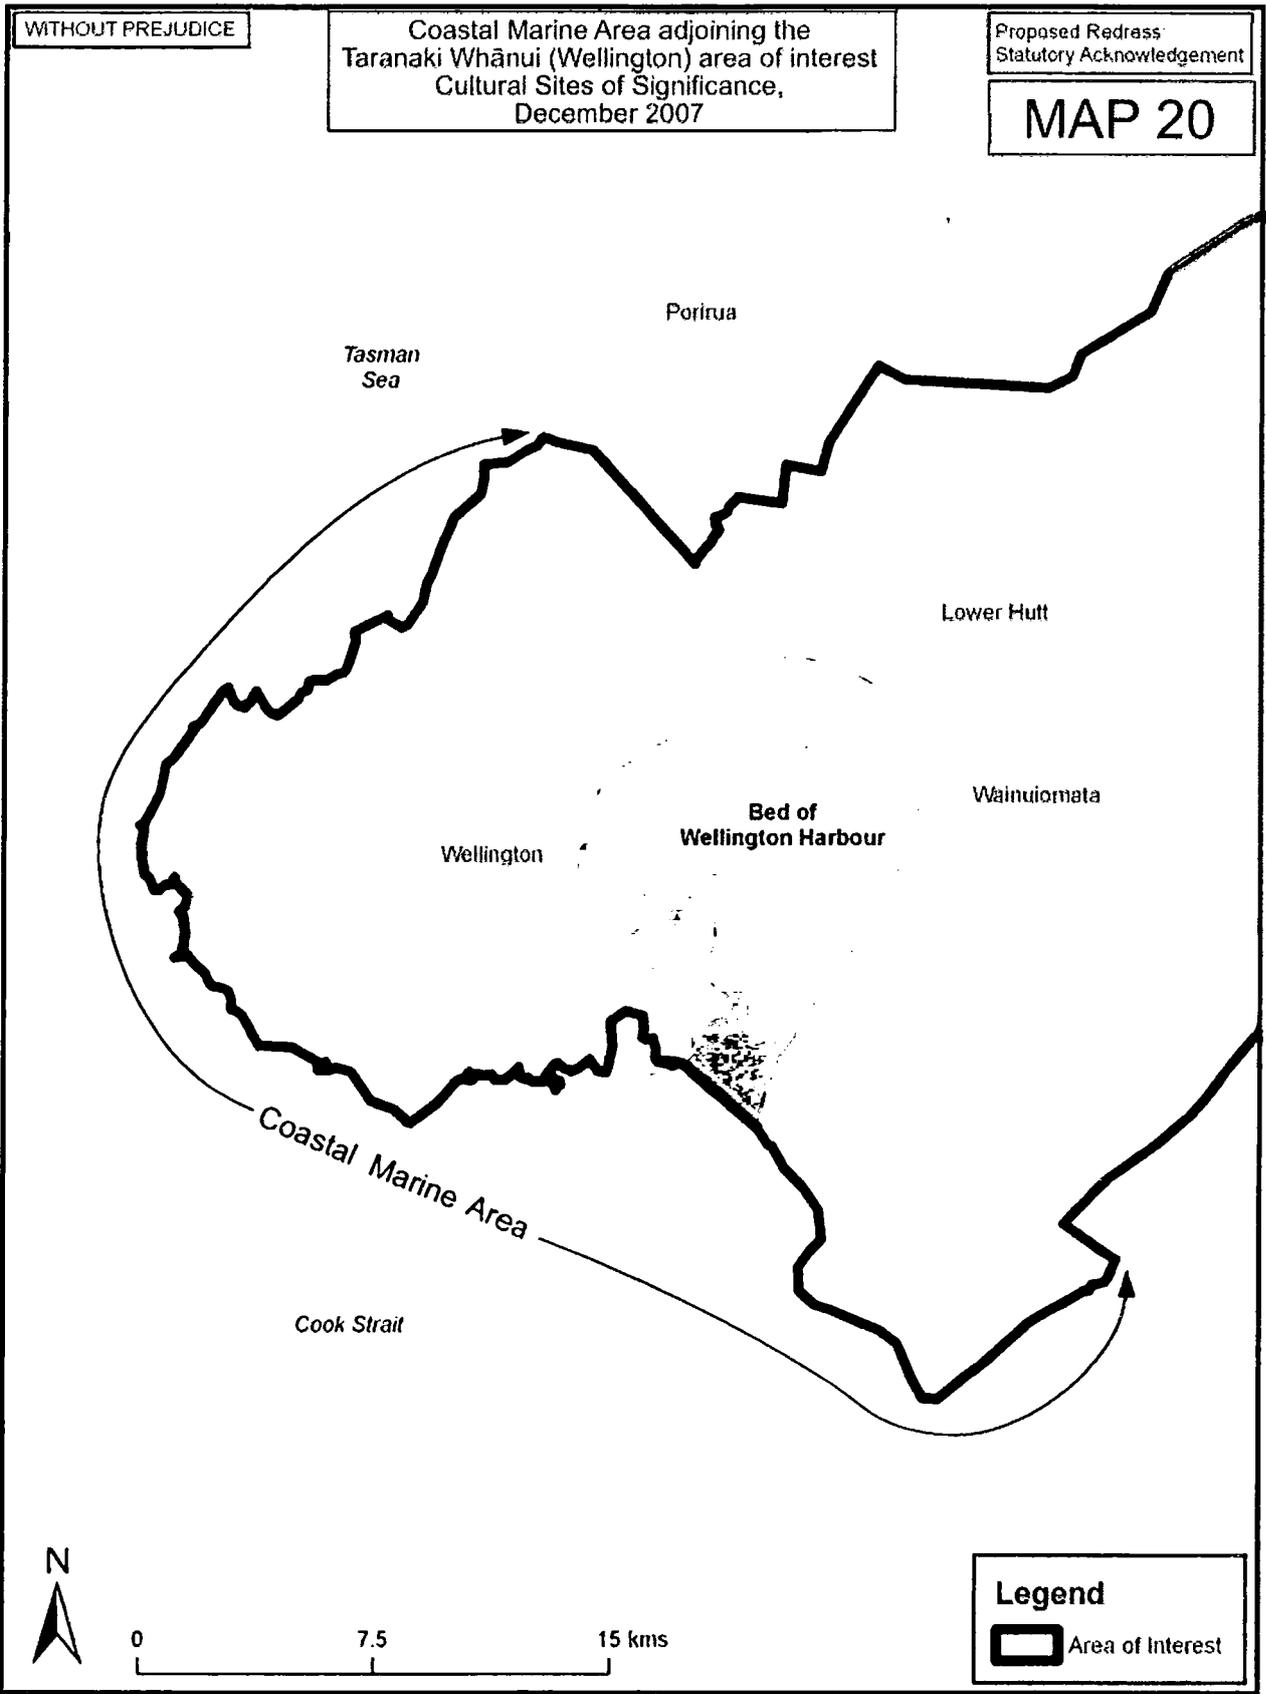 WITHOUT PREJUDICE
Coastal Marine Area adjoining the
Taranaki Whānui (Wellington) area of interest
Cultural Sites of Significance,
December 2007
Proposed Redress
Statutory Acknowledgement
MAP 20
Porirua
Tasman
Sea
Lower Hutt
Wainuiomata
Bed of
Wellington Harbour
Wellington
Coastal Marine Area
Cook Strait
N
0 7.5 15 kms
Legend
Area of Interest